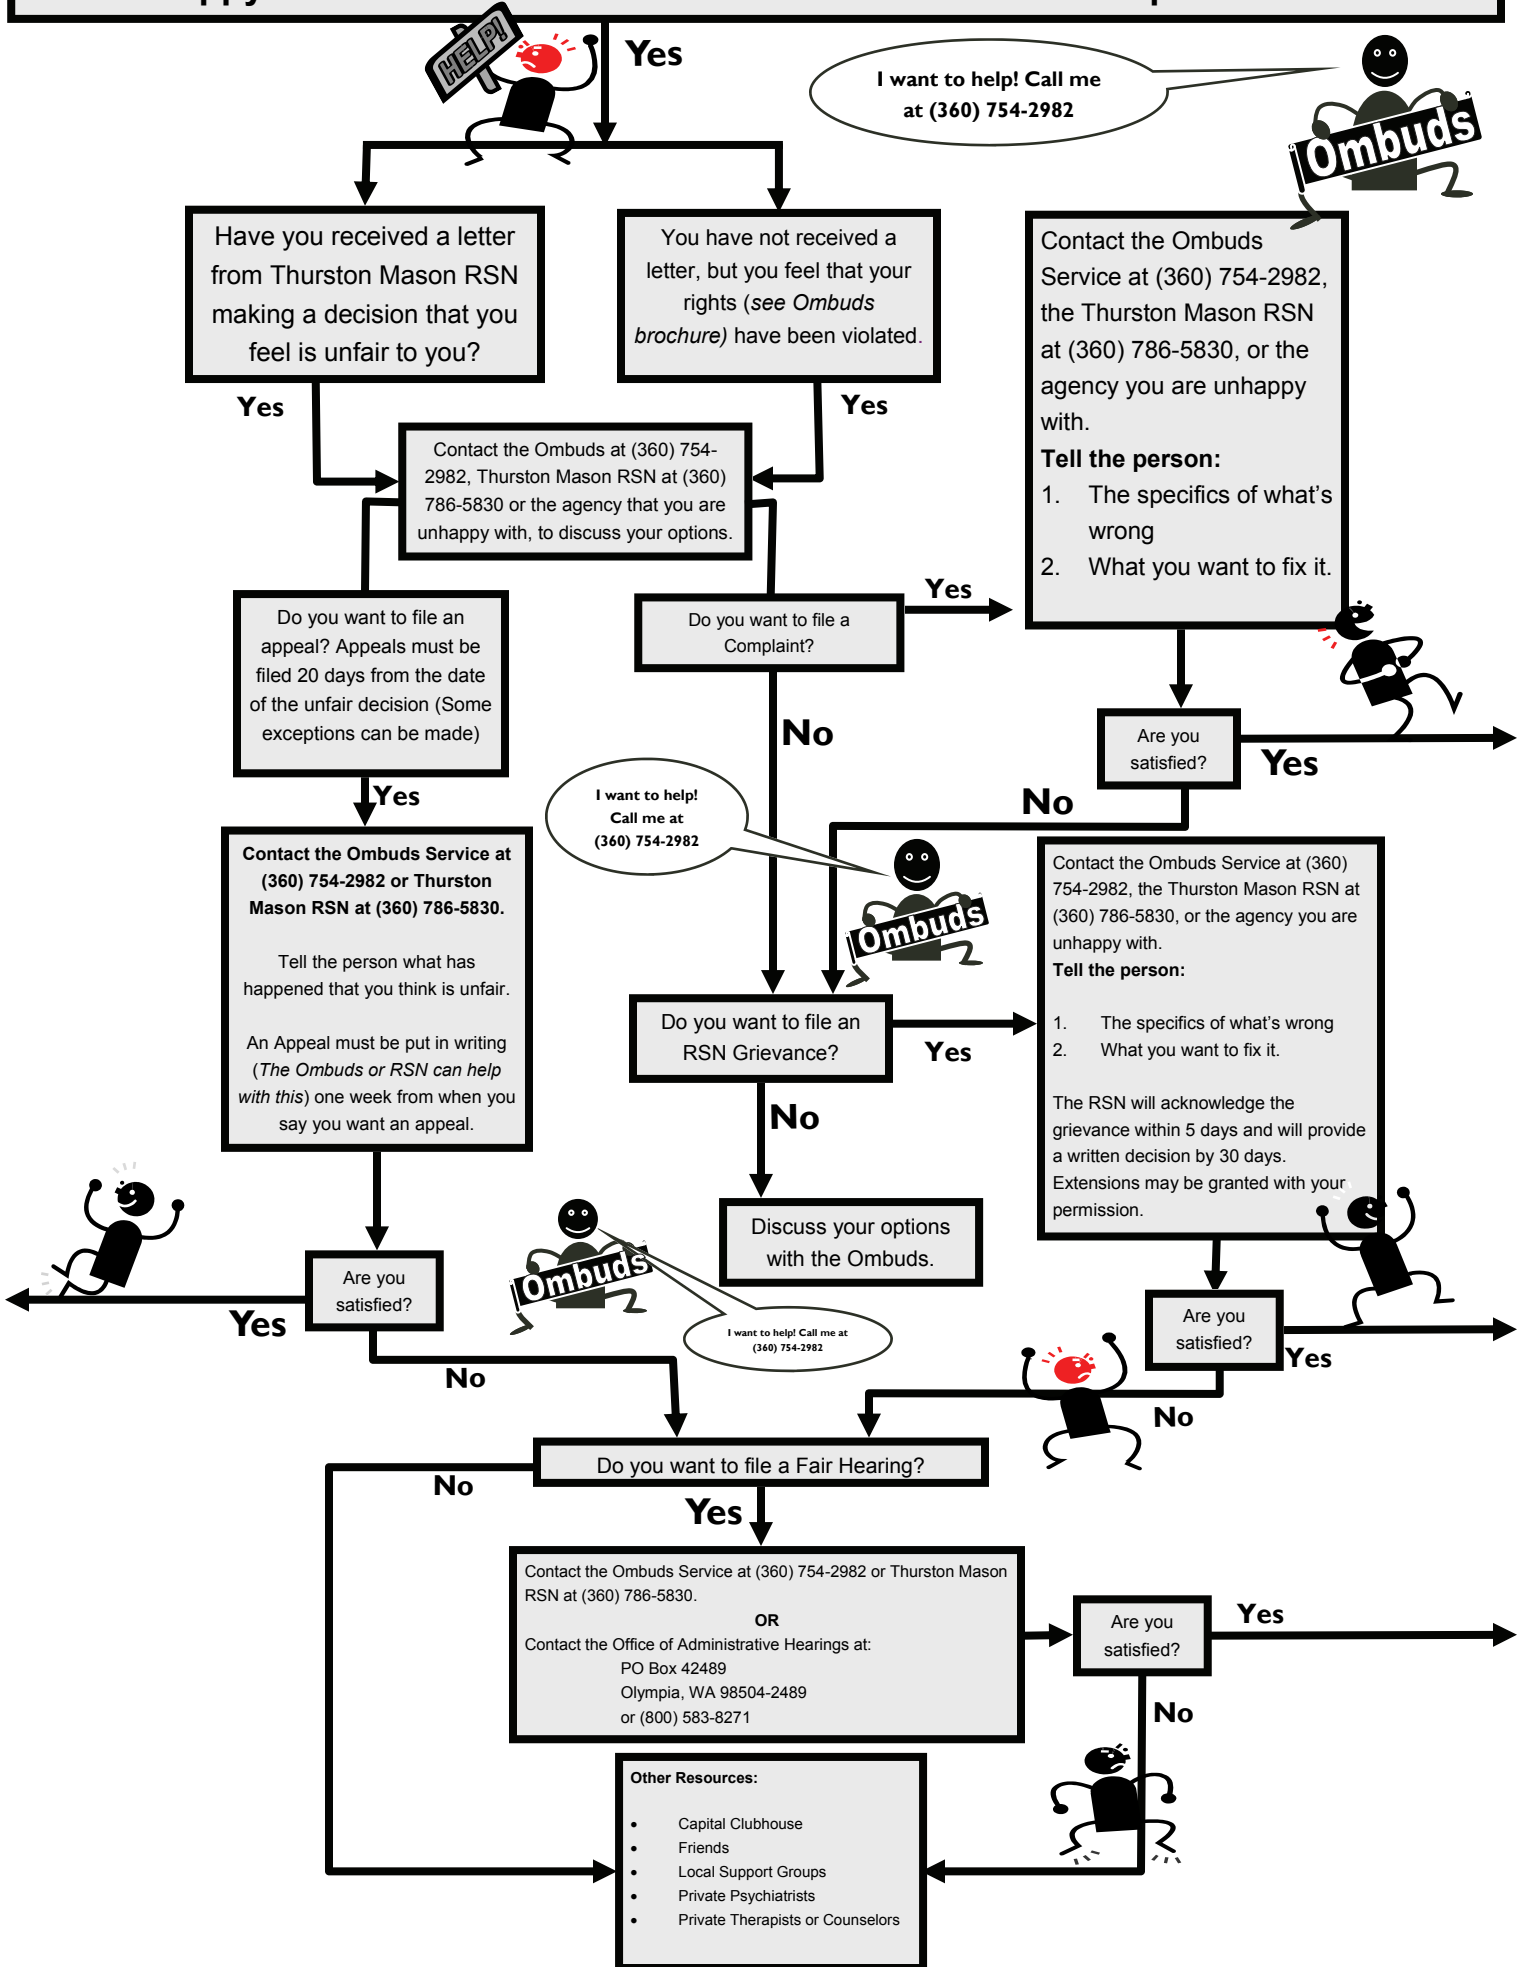 HELP!
Yes
I want to help! Call me
at (360) 754-2982
Ombuds
Have you received a letter
from Thurston Mason RSN
making a decision that you
feel is unfair to you?
You have not received a
letter, but you feel that your
rights (see Ombuds
brochure) have been violated.
Contact the Ombuds
Service at (360) 754-2982,
the Thurston Mason RSN
at (360) 786-5830, or the
agency you are unhappy
with.
Tell the person:
1. The specifics of what's
wrong
2. What you want to fix it.
Yes
Yes
Contact the Ombuds at (360) 754-
2982, Thurston Mason RSN at (360)
786-5830 or the agency that you are
unhappy with, to discuss your options.
Do you want to file an
appeal? Appeals must be
filed 20 days from the date
of the unfair decision (Some
exceptions can be made)
Do you want to file a
Complaint?
Yes
No
Are you
satisfied?
Yes
No
Yes
I want to help!
Call me at
(360) 754-2982
Ombuds
Contact the Ombuds Service at
(360) 754-2982 or Thurston
Mason RSN at (360) 786-5830.
Tell the person what has
happened that you think is unfair.
An Appeal must be put in writing
(The Ombuds or RSN can help
with this) one week from when you
say you want an appeal.
Do you want to file an
RSN Grievance?
Yes
No
Contact the Ombuds Service at (360)
754-2982, the Thurston Mason RSN at
(360) 786-5830, or the agency you are
unhappy with.
Tell the person:
1. The specifics of what's wrong
2. What you want to fix it.
The RSN will acknowledge the
grievance within 5 days and will provide
a written decision by 30 days.
Extensions may be granted with your
permission.
Discuss your options
with the Ombuds.
Are you
satisfied?
Yes
No
Ombuds
I want to help! Call me at
(360) 754-2982
Are you
satisfied?
Yes
No
Do you want to file a Fair Hearing?
No
Yes
Contact the Ombuds Service at (360) 754-2982 or Thurston Mason
RSN at (360) 786-5830.
OR
Contact the Office of Administrative Hearings at:
PO Box 42489
Olympia, WA 98504-2489
or (800) 583-8271
Are you
satisfied?
Yes
No
Other Resources:
• Capital Clubhouse
• Friends
• Local Support Groups
• Private Psychiatrists
• Private Therapists or Counselors